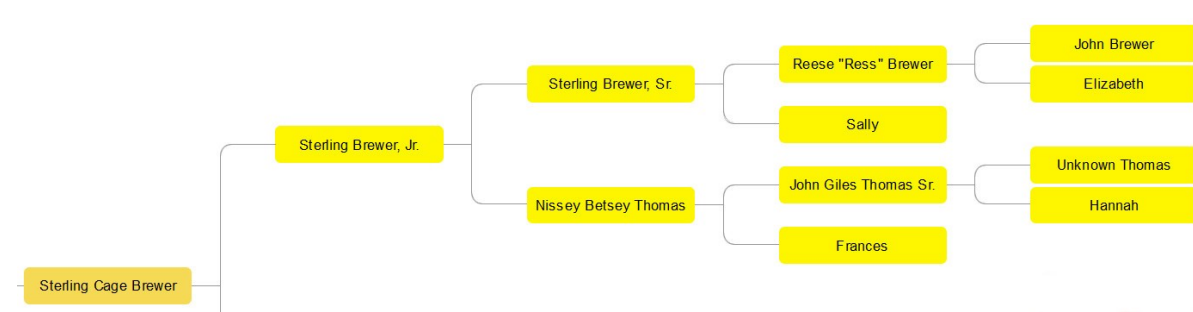 John Brewer
Reese "Ress" Brewer
Sterling Brewer, Sr.
Elizabeth
Sally
Sterling Brewer, Jr.
Unknown Thomas
John Giles Thomas Sr.
Nissey Betsey Thomas
Hannah
Frances
Sterling Cage Brewer